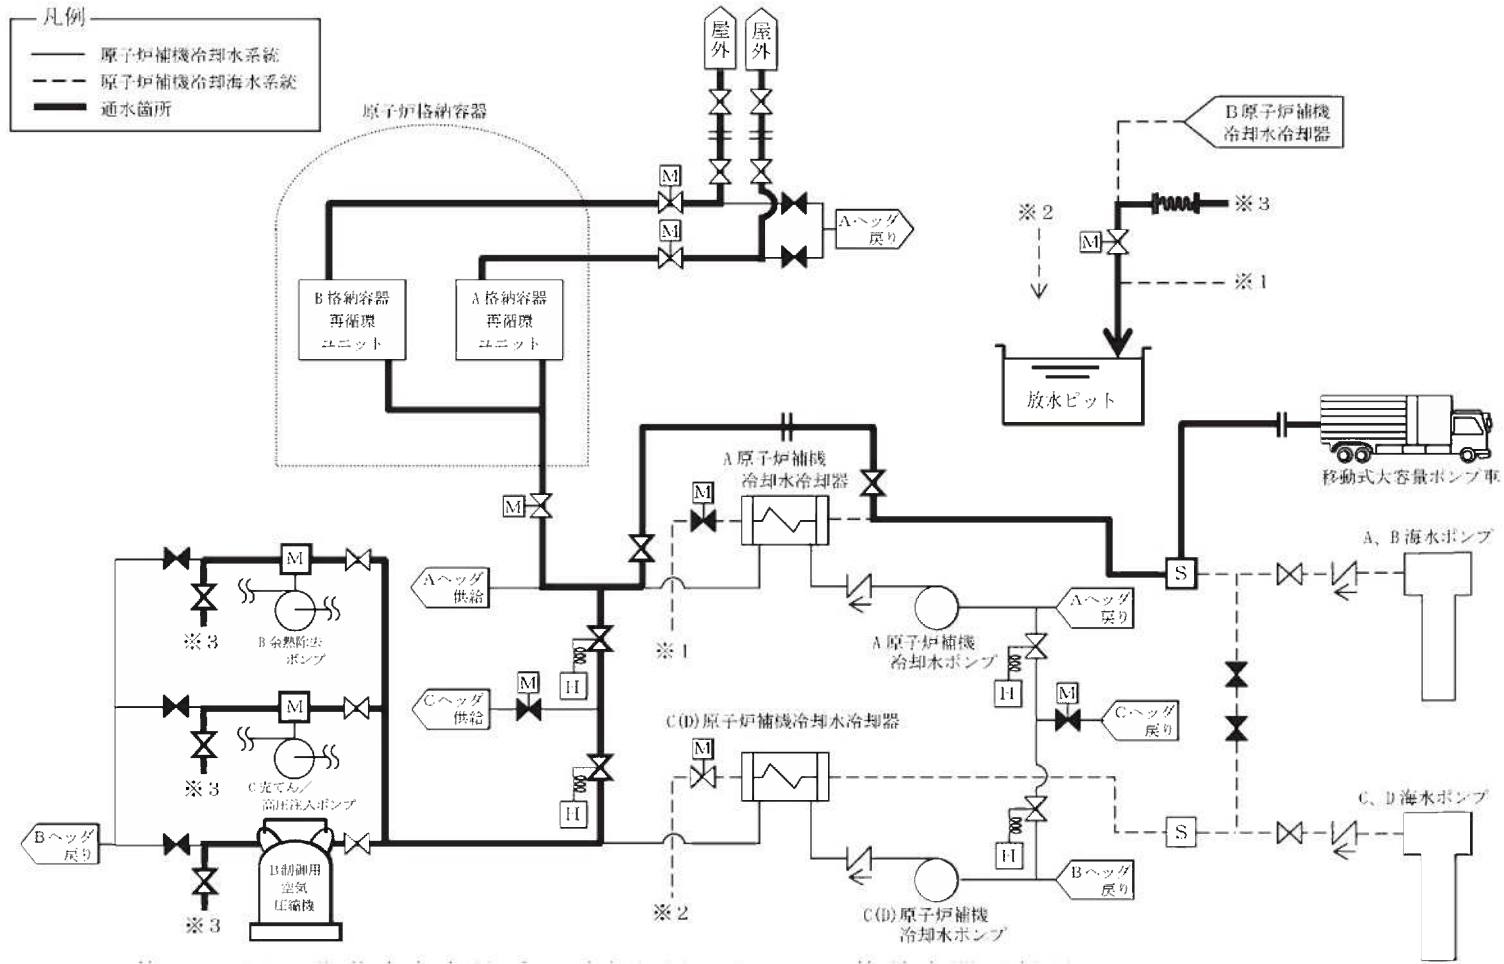 凡例
原子炉補機冷却水系統
原子炉補機冷却海水系統
通水箇所
屋外
屋外
原子炉格納容器
M
M
Aヘッダ
戻り
B原子炉補機
冷却水冷却器
※3
※2
M
※1
放水ピット
B格納容器
再循環
ユニット
A格納容器
再循環
ユニット
移動式大容量ポンプ車
A原子炉補機
冷却水冷却器
M
M
A、B海水ポンプ
S
M
Aヘッダ
供給
※3
B余熱除去
ポンプ
※1
A原子炉補機
冷却水ポンプ
Aヘッダ
戻り
H
H
M
M
Cヘッダ
供給
M
Cヘッダ
戻り
C(D)原子炉補機冷却水冷却器
M
※3
C充てん/
高圧注入ポンプ
H
S
C、D海水ポンプ
Bヘッダ
戻り
B制御用
空気
圧縮機
H
Bヘッダ
戻り
※3
※2
C(D)原子炉補機
冷却水ポンプ